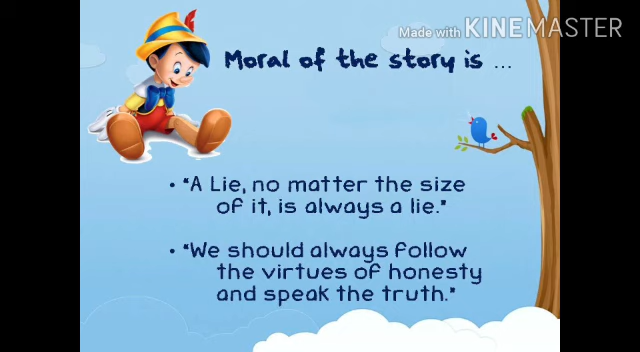 Made with KINEMASTER
Moral of the story is ...
• "A Lie, no matter the size
of it, is always a lie."
• "We should always follow
the virtues of honesty
and speak the truth."